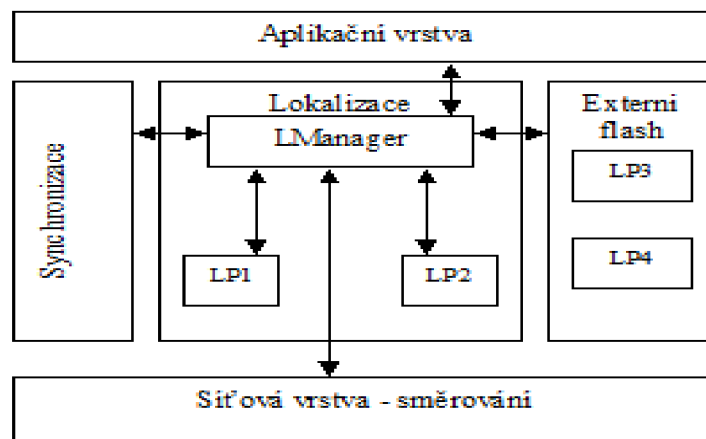 Aplikační vrstva
Lokalizace
LManager
Synchronizace
Externí
flash
LP3
LP4
LP1
LP2
Síťová vrstva - směrování